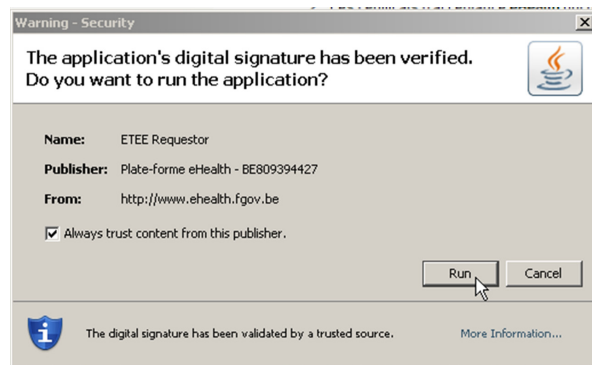 Warning - Security
The application's digital signature has been verified.
Do you want to run the application?
Name: ETEE Requestor
Publisher: Plate-forme eHealth - BE809394427
From: http://www.ehealth.fgov.be
Always trust content from this publisher.
Run Cancel
The digital signature has been validated by a trusted source. More Information...